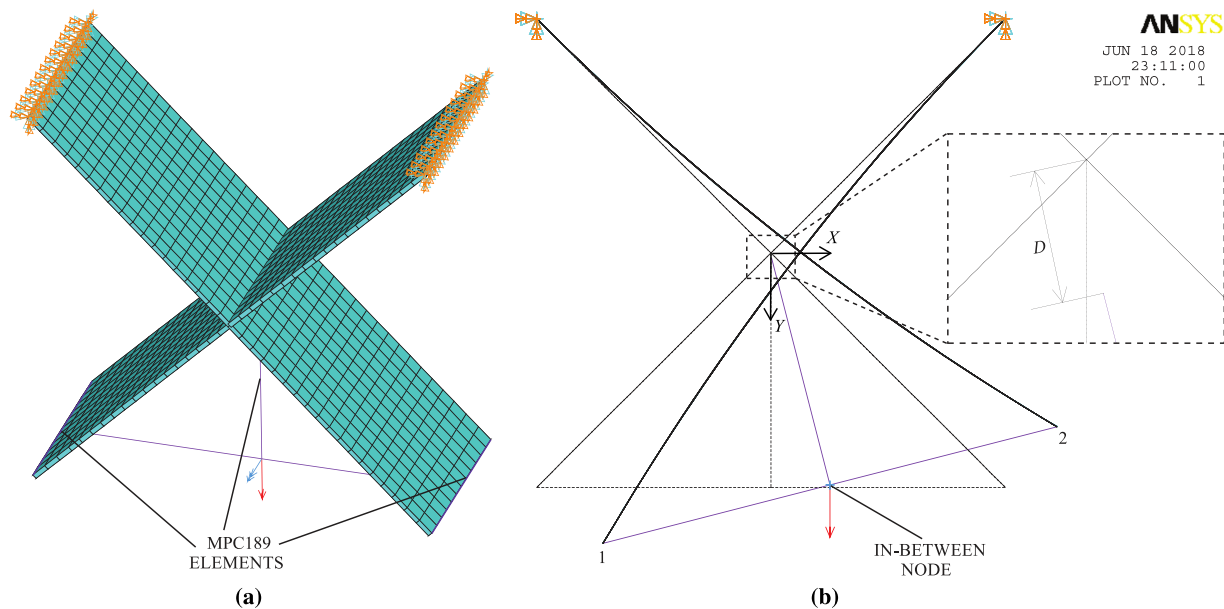 ANSYS
JUN 18 2018
23:11:00
PLOT NO. 1
X
D
Y
2
1
MPC189
ELEMENTS
IN-BETWEEN
NODE
(a)
(b)